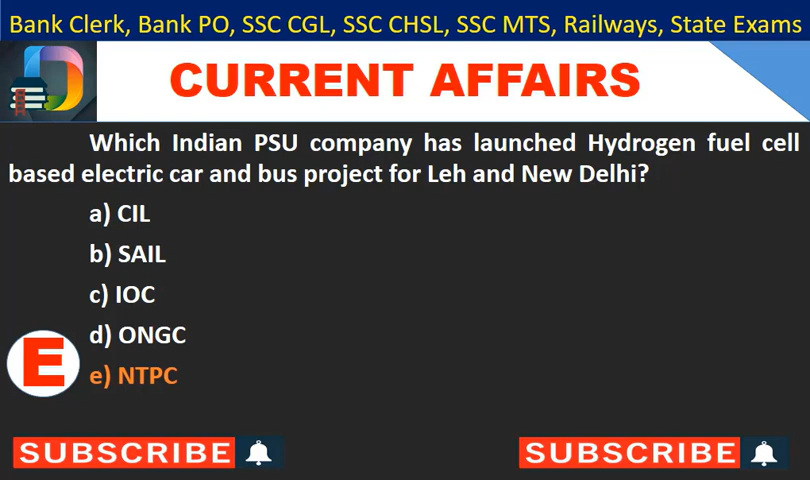 Bank Clerk, Bank PO, SSC CGL, SSC CHSL, SSC MTS, Railways, State Exams
CURRENT AFFAIRS
Which Indian PSU company has launched Hydrogen fuel cell
based electric car and bus project for Leh and New Delhi?
a) CIL
b) SAIL
c) IOC
d) ONGC
E
e) NTPC
SUBSCRIBE
SUBSCRIBE